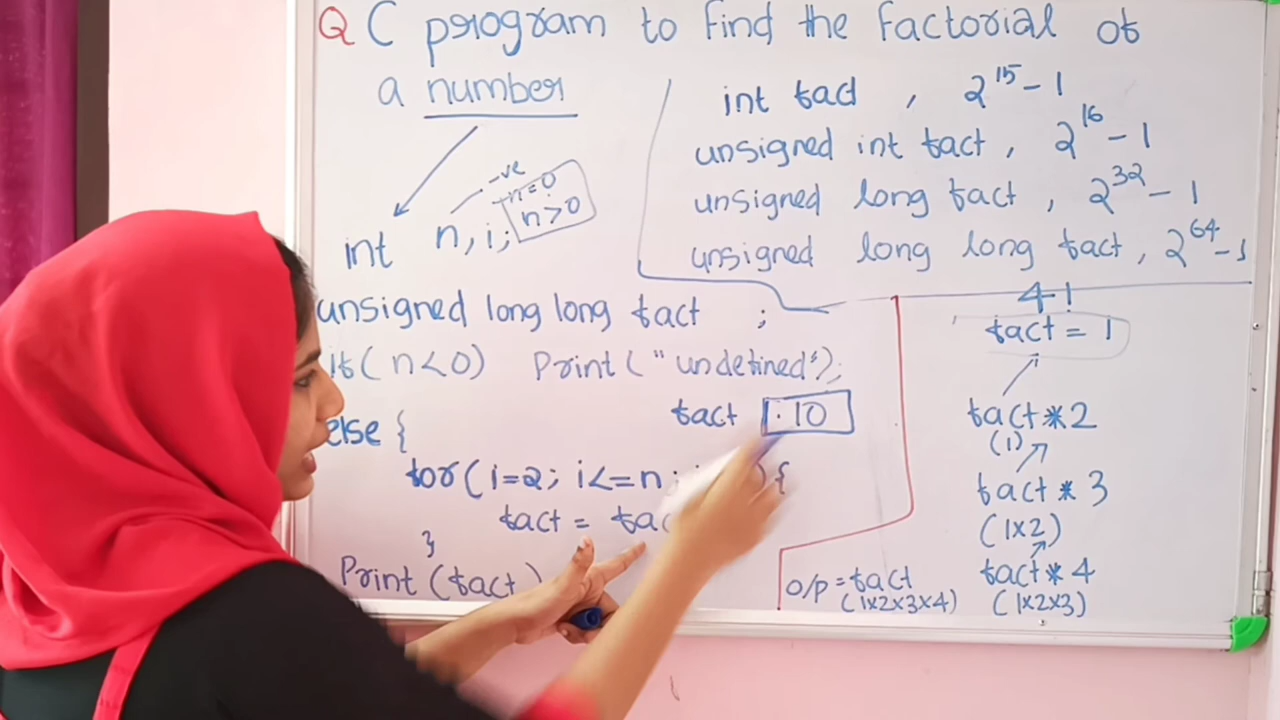 Q C program to find the factorial of
a number
int fact , 2^15 - 1
unsigned int fact , 2^16 - 1
unsigned long fact , 2^32 - 1
unsigned long long fact , 2^64 - 1
-ve
n=0
n>0
int n, i;
unsigned long long fact ;
if (n<0) Print ("undefined");
else {
fact 10
for (i=2; i<=n; {
fact =
}
Print (fact)
4!
fact = 1
fact * 2
(1)
fact * 3
(1x2)
fact * 4
(1x2x3)
o/p = fact
(1x2x3x4)